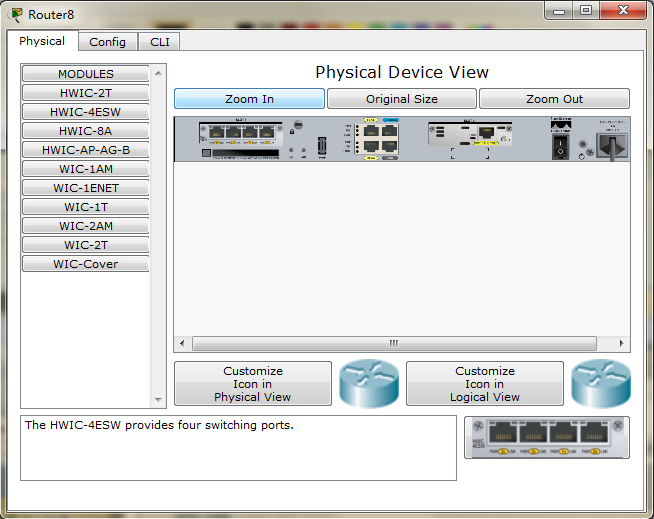 Router8
Physical
Config
CLI
MODULES
HWIC-2T
HWIC-4ESW
HWIC-8A
HWIC-AP-AG-B
WIC-1AM
WIC-1ENET
WIC-1T
WIC-2AM
WIC-2T
WIC-Cover
Physical Device View
Zoom In
Original Size
Zoom Out
Customize
Icon in
Physical View
Customize
Icon in
Logical View
The HWIC-4ESW provides four switching ports.
HWIC
4ESW